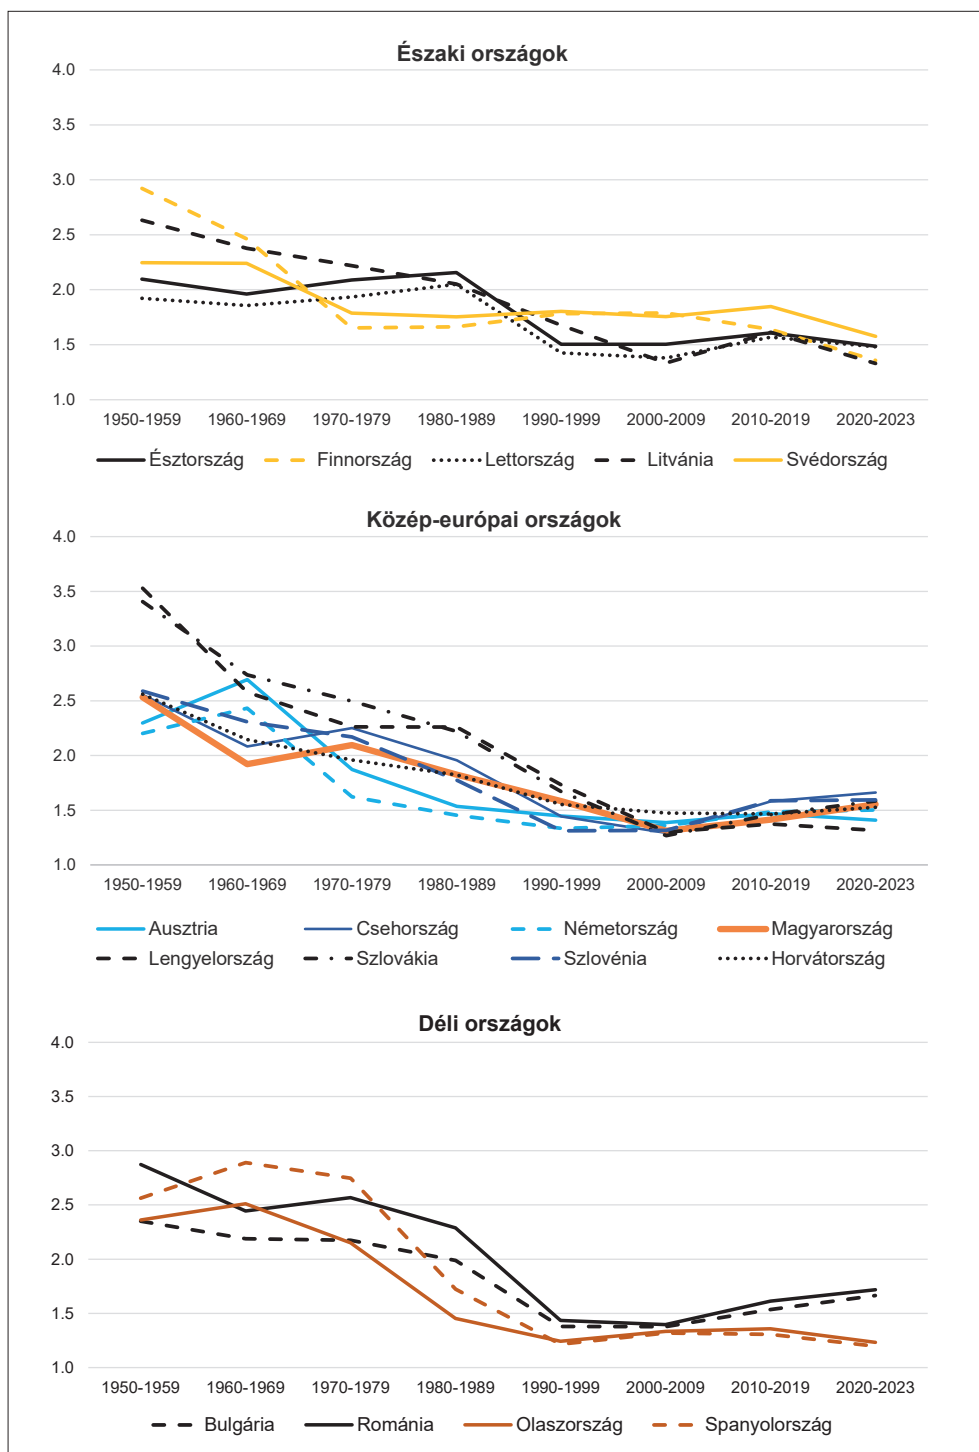 Északi országok
4.0
3.5
3.0
2.5
2.0
1.5
1.0
1950-1959 1960-1969 1970-1979 1980-1989 1990-1999 2000-2009 2010-2019 2020-2023
Észtország Finnország Lettország Litvánia Svédország
Közép-európai országok
4.0
3.5
3.0
2.5
2.0
1.5
1.0
1950-1959 1960-1969 1970-1979 1980-1989 1990-1999 2000-2009 2010-2019 2020-2023
Ausztria Csehország Németország Magyarország
Lengyelország Szlovákia Szlovénia Horvátország
Déli országok
4.0
3.5
3.0
2.5
2.0
1.5
1.0
1950-1959 1960-1969 1970-1979 1980-1989 1990-1999 2000-2009 2010-2019 2020-2023
Bulgária Románia Olaszország Spanyolország